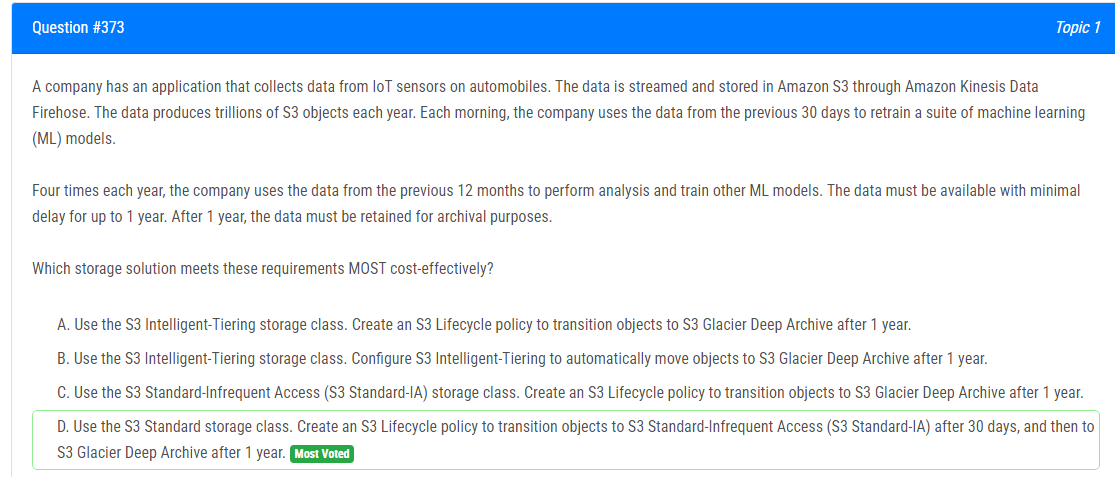 Question #373
Topic 1
A company has an application that collects data from IoT sensors on automobiles. The data is streamed and stored in Amazon S3 through Amazon Kinesis Data
Firehose. The data produces trillions of S3 objects each year. Each morning, the company uses the data from the previous 30 days to retrain a suite of machine learning
(ML) models.
Four times each year, the company uses the data from the previous 12 months to perform analysis and train other ML models. The data must be available with minimal
delay for up to 1 year. After 1 year, the data must be retained for archival purposes.
Which storage solution meets these requirements MOST cost-effectively?
A. Use the S3 Intelligent-Tiering storage class. Create an S3 Lifecycle policy to transition objects to S3 Glacier Deep Archive after 1 year.
B. Use the S3 Intelligent-Tiering storage class. Configure S3 Intelligent-Tiering to automatically move objects to S3 Glacier Deep Archive after 1 year.
C. Use the S3 Standard-Infrequent Access (S3 Standard-IA) storage class. Create an S3 Lifecycle policy to transition objects to S3 Glacier Deep Archive after 1 year.
D. Use the S3 Standard storage class. Create an S3 Lifecycle policy to transition objects to S3 Standard-Infrequent Access (S3 Standard-IA) after 30 days, and then to
S3 Glacier Deep Archive after 1 year. Most Voted